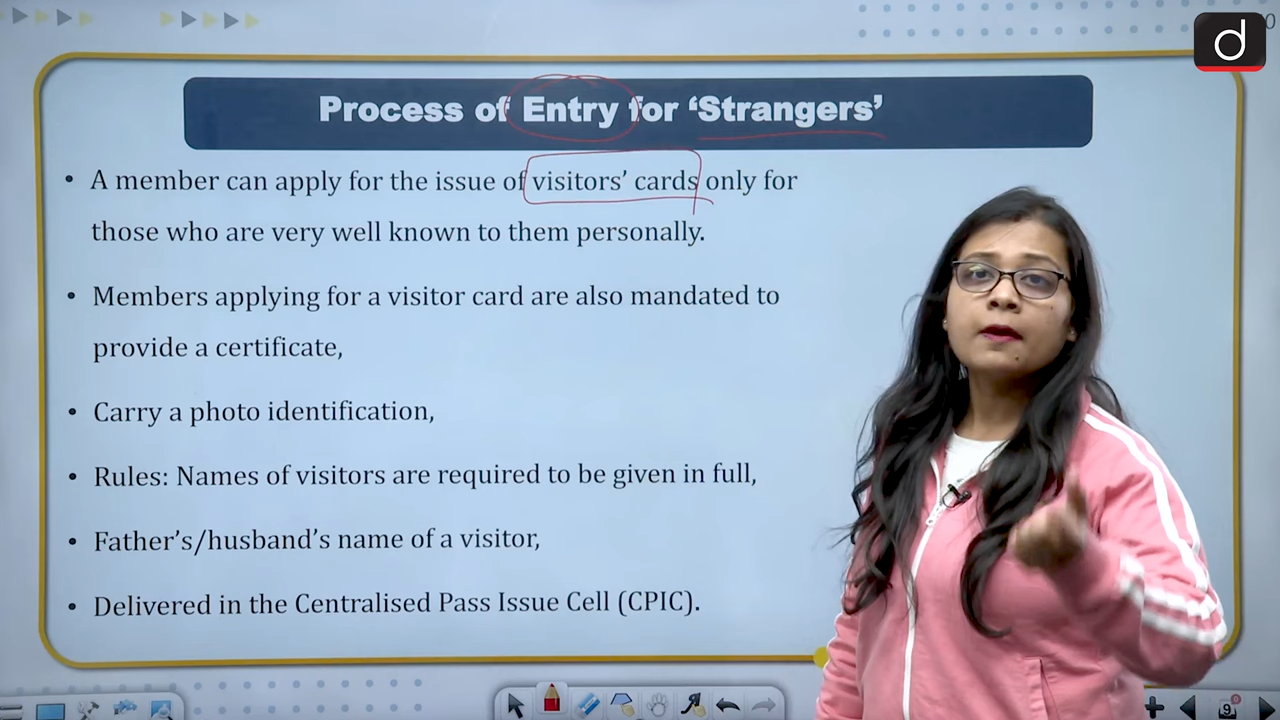 d
Process of Entry for ‘Strangers’
• A member can apply for the issue of visitors’ cards only for
those who are very well known to them personally.
• Members applying for a visitor card are also mandated to
provide a certificate,
• Carry a photo identification,
• Rules: Names of visitors are required to be given in full,
• Father’s/husband’s name of a visitor,
• Delivered in the Centralised Pass Issue Cell (CPIC).
9